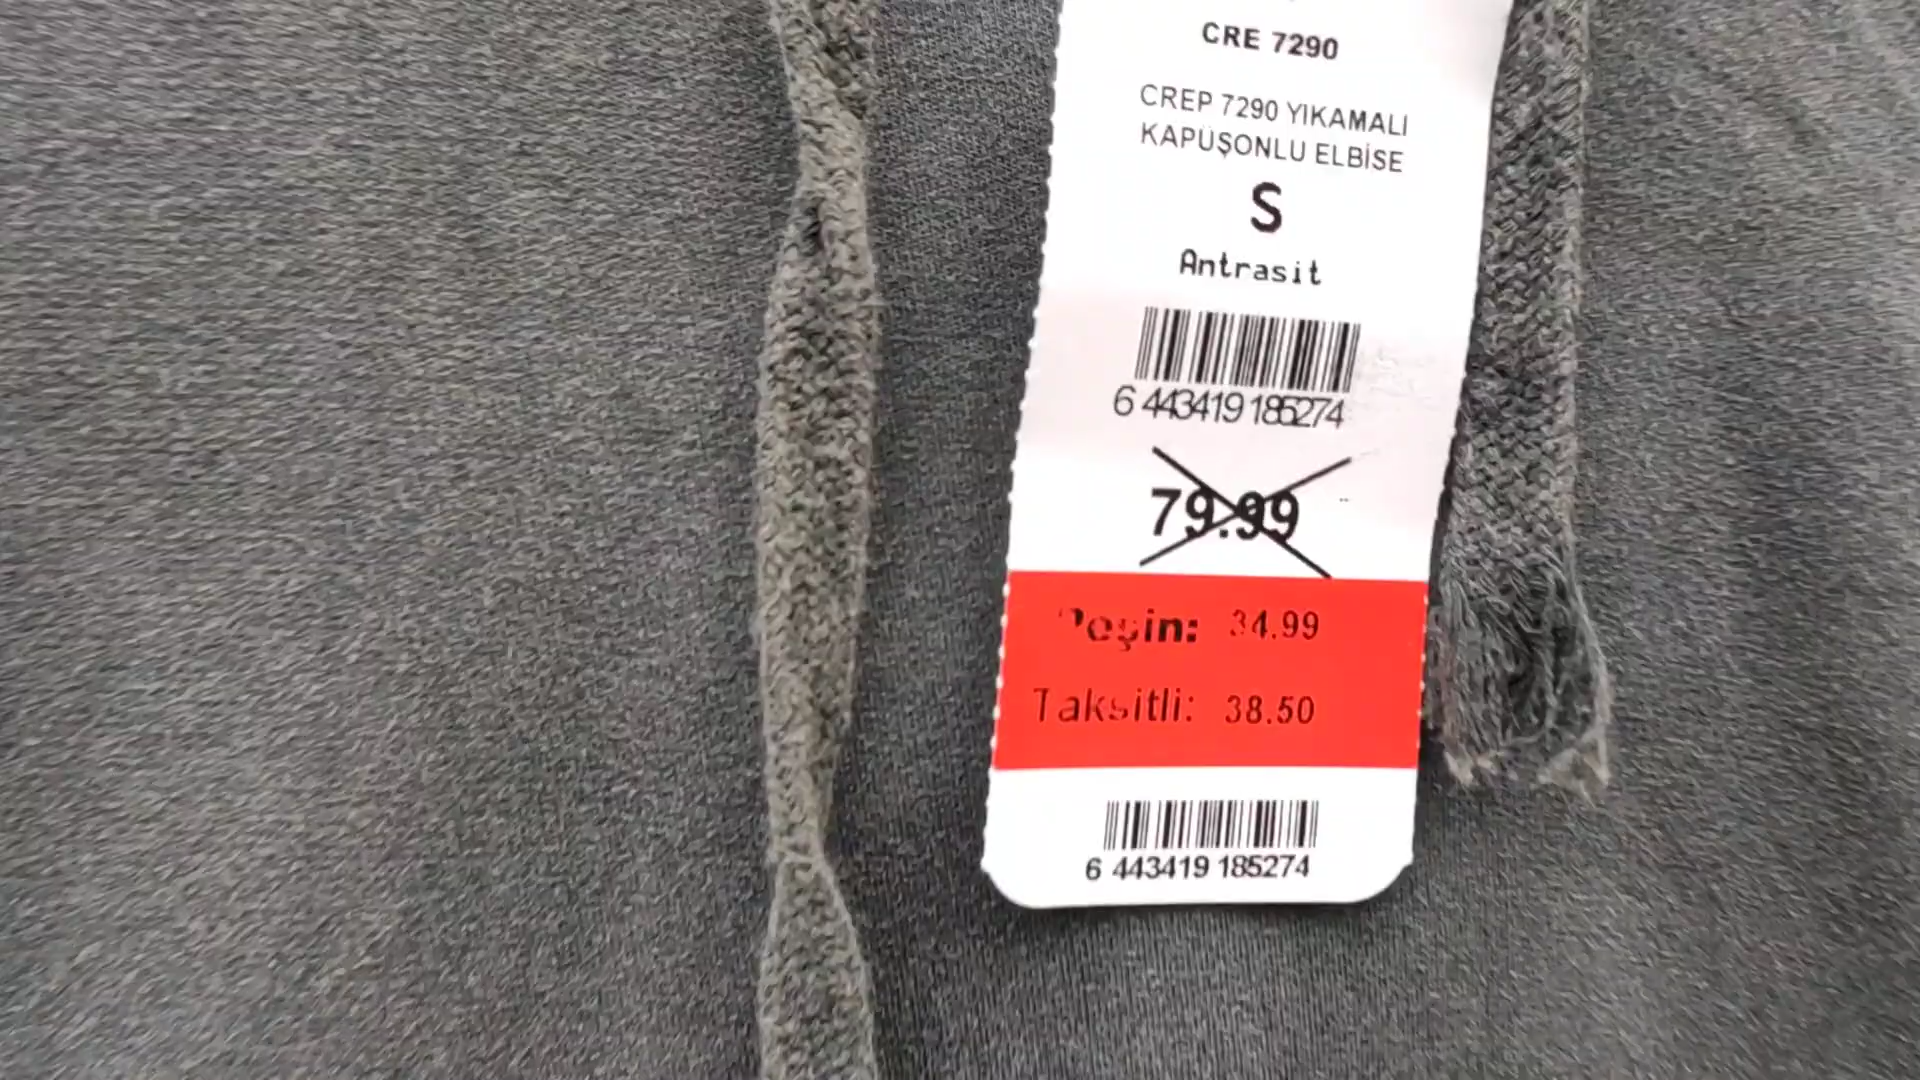 CRE 7290
CREP 7290 YIKAMALI
KAPÜŞONLU ELBİSE
S
Antrasit
6 443419 185274
79.99
Peşin: 34.99
Taksitli: 38.50
6 443419 185274